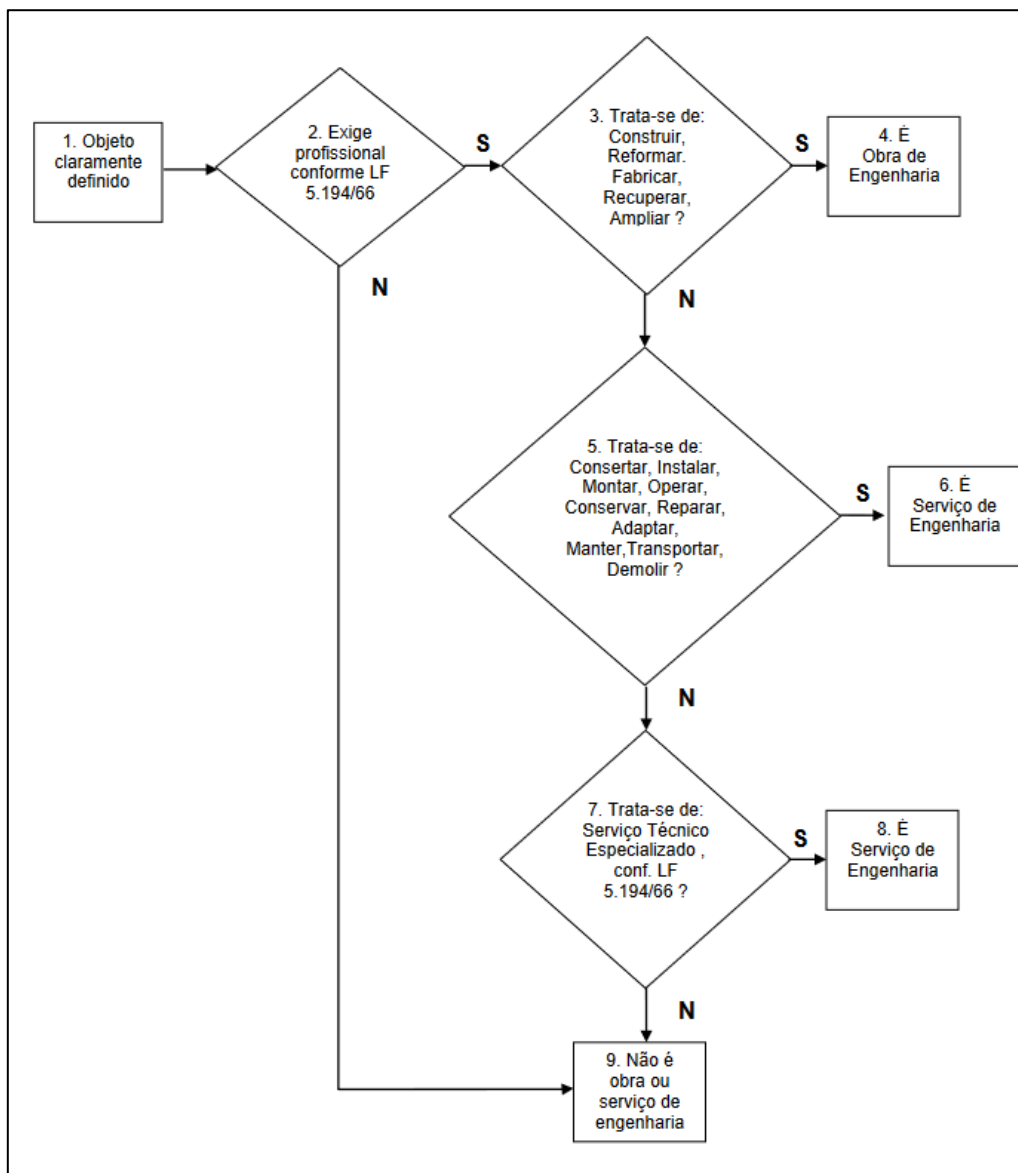 1. Objeto
claramente
definido
2. Exige
profissional
conforme LF
5.194/66
S
N
3. Trata-se de:
Construir,
Reformar.
Fabricar,
Recuperar,
Ampliar ?
S
N
4. É
Obra de
Engenharia
5. Trata-se de:
Consertar, Instalar,
Montar, Operar,
Conservar, Reparar,
Adaptar,
Manter,Transportar,
Demolir ?
S
N
6. É
Serviço de
Engenharia
7. Trata-se de:
Serviço Técnico
Especializado ,
conf. LF
5.194/66 ?
S
N
8. É
Serviço de
Engenharia
9. Não é
obra ou
serviço de
engenharia